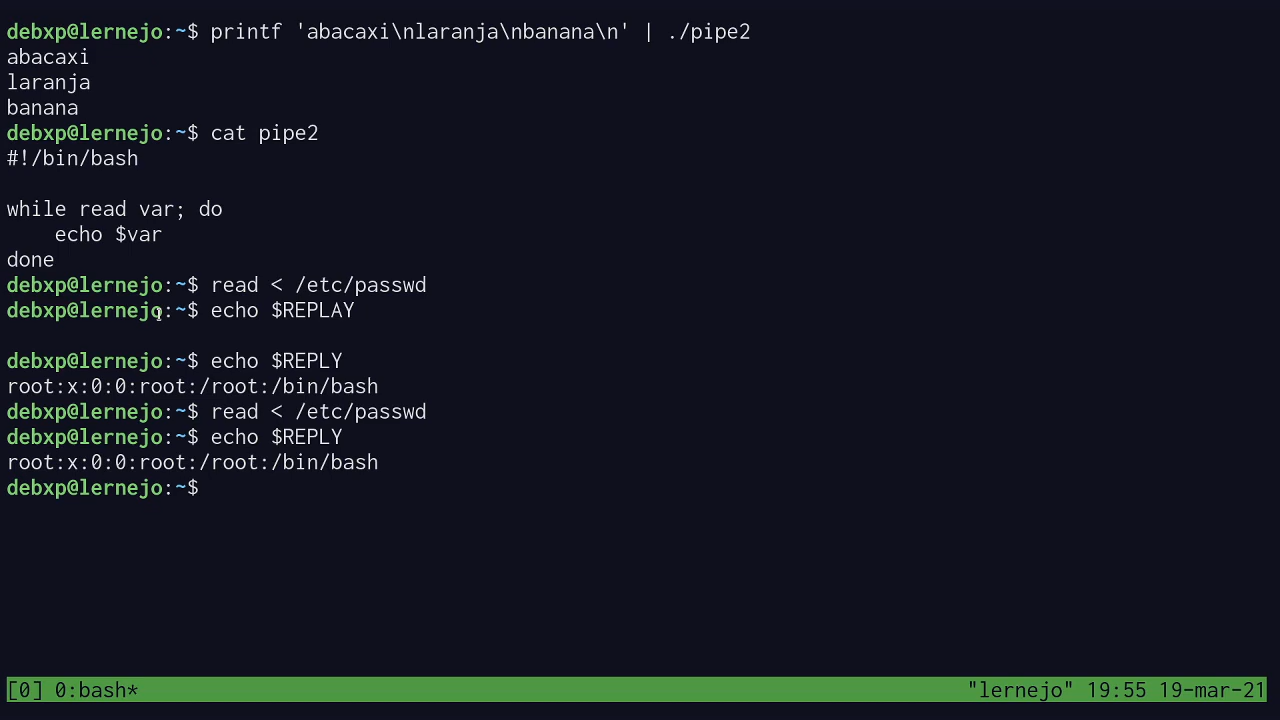 debxp@lernejo:~$ printf 'abacaxi\nlaranja\nbanana\n' | ./pipe2
abacaxi
laranja
banana
debxp@lernejo:~$ cat pipe2
#!/bin/bash

while read var; do
    echo $var
done
debxp@lernejo:~$ read < /etc/passwd
debxp@lernejo:~$ echo $REPLAY

debxp@lernejo:~$ echo $REPLY
root:x:0:0:root:/root:/bin/bash
debxp@lernejo:~$ read < /etc/passwd
debxp@lernejo:~$ echo $REPLY
root:x:0:0:root:/root:/bin/bash
debxp@lernejo:~$
[0] 0:bash* "lernejo" 19:55 19-mar-21